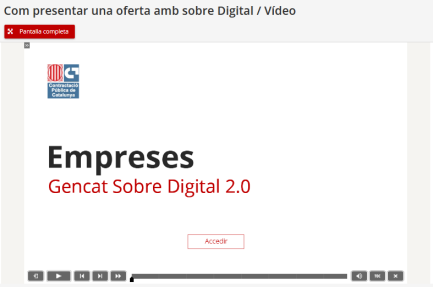 Com presentar una oferta amb sobre Digital / Vídeo
Pantalla completa
Contractació
Pública de
Catalunya
Empreses
Gencat Sobre Digital 2.0
Accedir